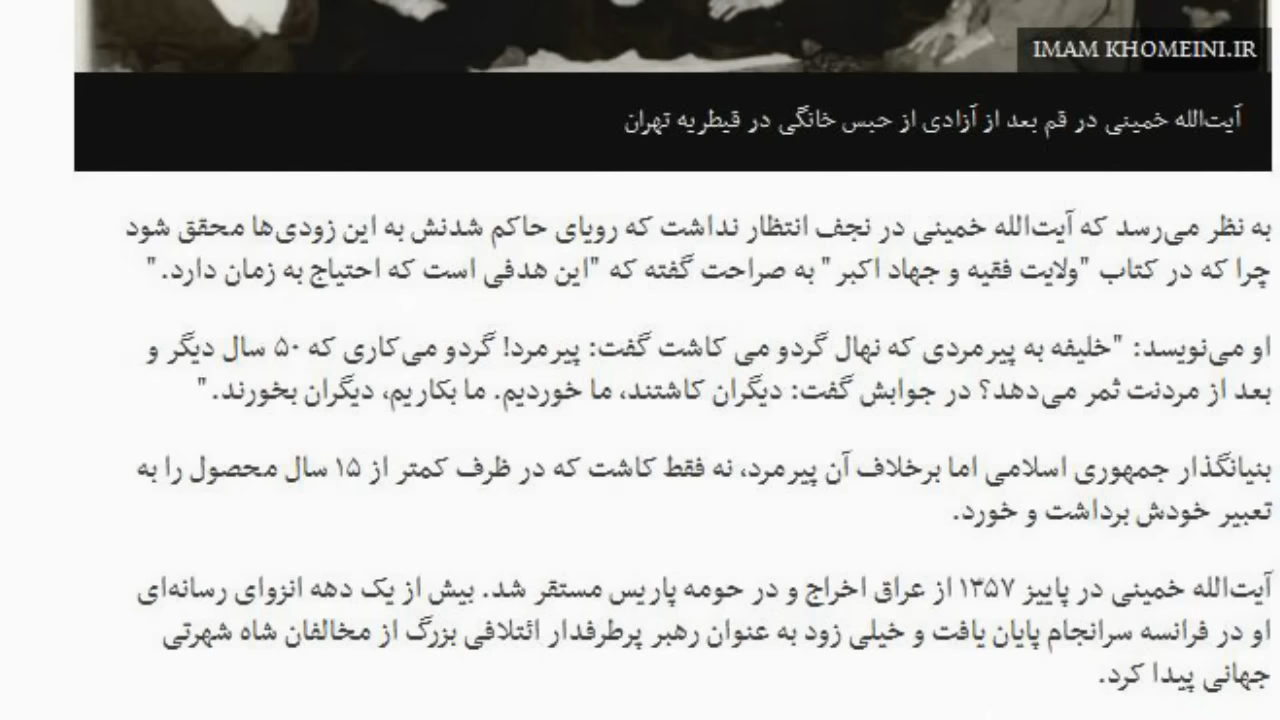 IMAM KHOMEINI.IR
آیت‌الله خمینی در قم بعد از آزادی از حبس خانگی در قیطریه تهران
به نظر می‌رسد که آیت‌الله خمینی در نجف انتظار نداشت که رویای حاکم شدنش به این زودی‌ها محقق شود
چرا که در کتاب "ولایت فقیه و جهاد اکبر" به صراحت گفته که "این هدفی است که احتیاج به زمان دارد."
او می‌نویسد: "خلیفه به پیرمردی که نهال گردو می کاشت گفت: پیرمرد! گردو می‌کاری که ۵۰ سال دیگر و
بعد از مردنت ثمر می‌دهد؟ در جوابش گفت: دیگران کاشتند، ما خوردیم. ما بکاریم، دیگران بخورند."
بنیانگذار جمهوری اسلامی اما برخلاف آن پیرمرد، نه فقط کاشت که در ظرف کمتر از ۱۵ سال محصول را به
تعبیر خودش برداشت و خورد.
آیت‌الله خمینی در پاییز ۱۳۵۷ از عراق اخراج و در حومه پاریس مستقر شد. بیش از یک دهه انزوای رسانه‌ای
او در فرانسه سرانجام پایان یافت و خیلی زود به عنوان رهبر پرطرفدار ائتلافی بزرگ از مخالفان شاه شهرتی
جهانی پیدا کرد.